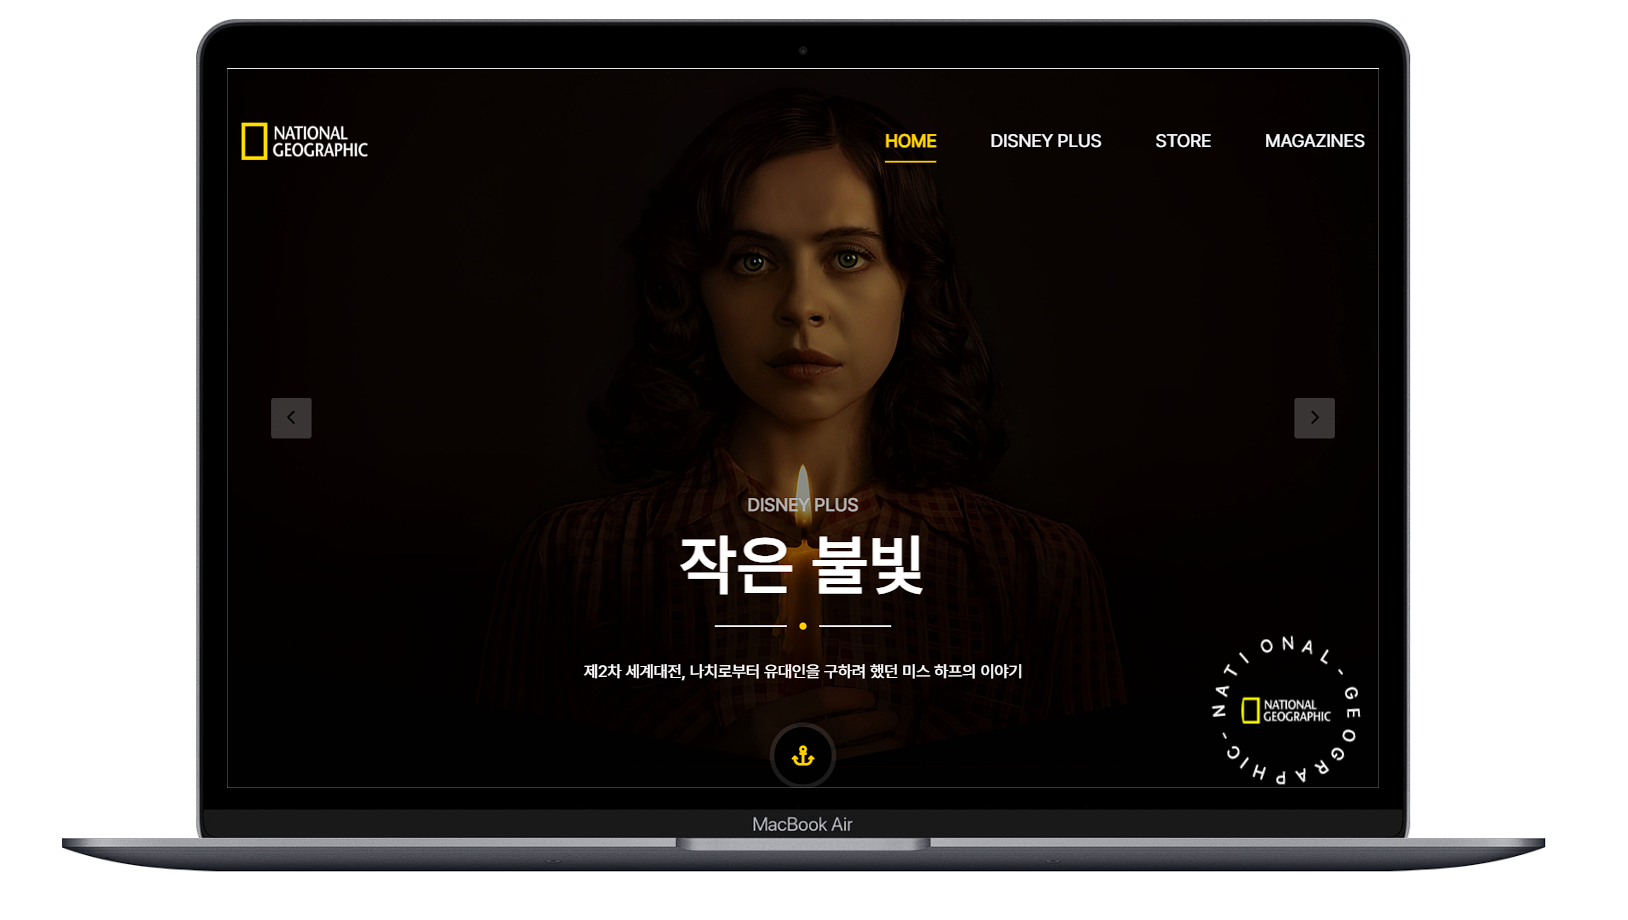 NATIONAL
GEOGRAPHIC
HOME
DISNEY PLUS
STORE
MAGAZINES
DISNEY PLUS
작은 불빛
제2차 세계대전, 나치로부터 유대인을 구하려 했던 미스 하프의 이야기
NATIONAL-GEOGRAPHIC-
NATIONAL
GEOGRAPHIC
MacBook Air